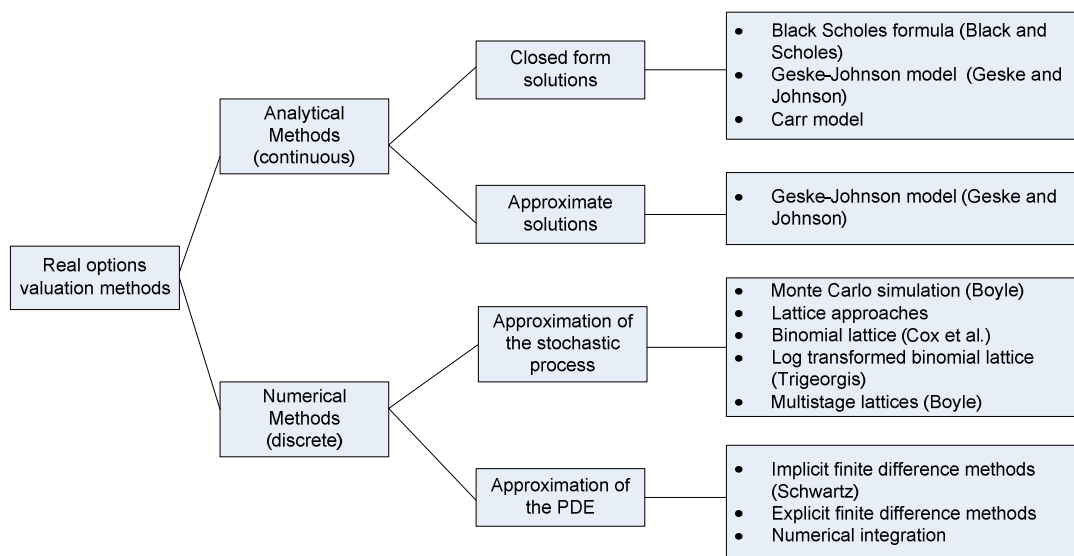 Real options
valuation methods
Analytical
Methods
(continuous)
Closed form
solutions
• Black Scholes formula (Black and
Scholes)
• Geske-Johnson model (Geske and
Johnson)
• Carr model
Approximate
solutions
• Geske-Johnson model (Geske and
Johnson)
Numerical
Methods
(discrete)
Approximation of
the stochastic
process
• Monte Carlo simulation (Boyle)
• Lattice approaches
• Binomial lattice (Cox et al.)
• Log transformed binomial lattice
(Trigeorgis)
• Multistage lattices (Boyle)
Approximation of
the PDE
• Implicit finite difference methods
(Schwartz)
• Explicit finite difference methods
• Numerical integration